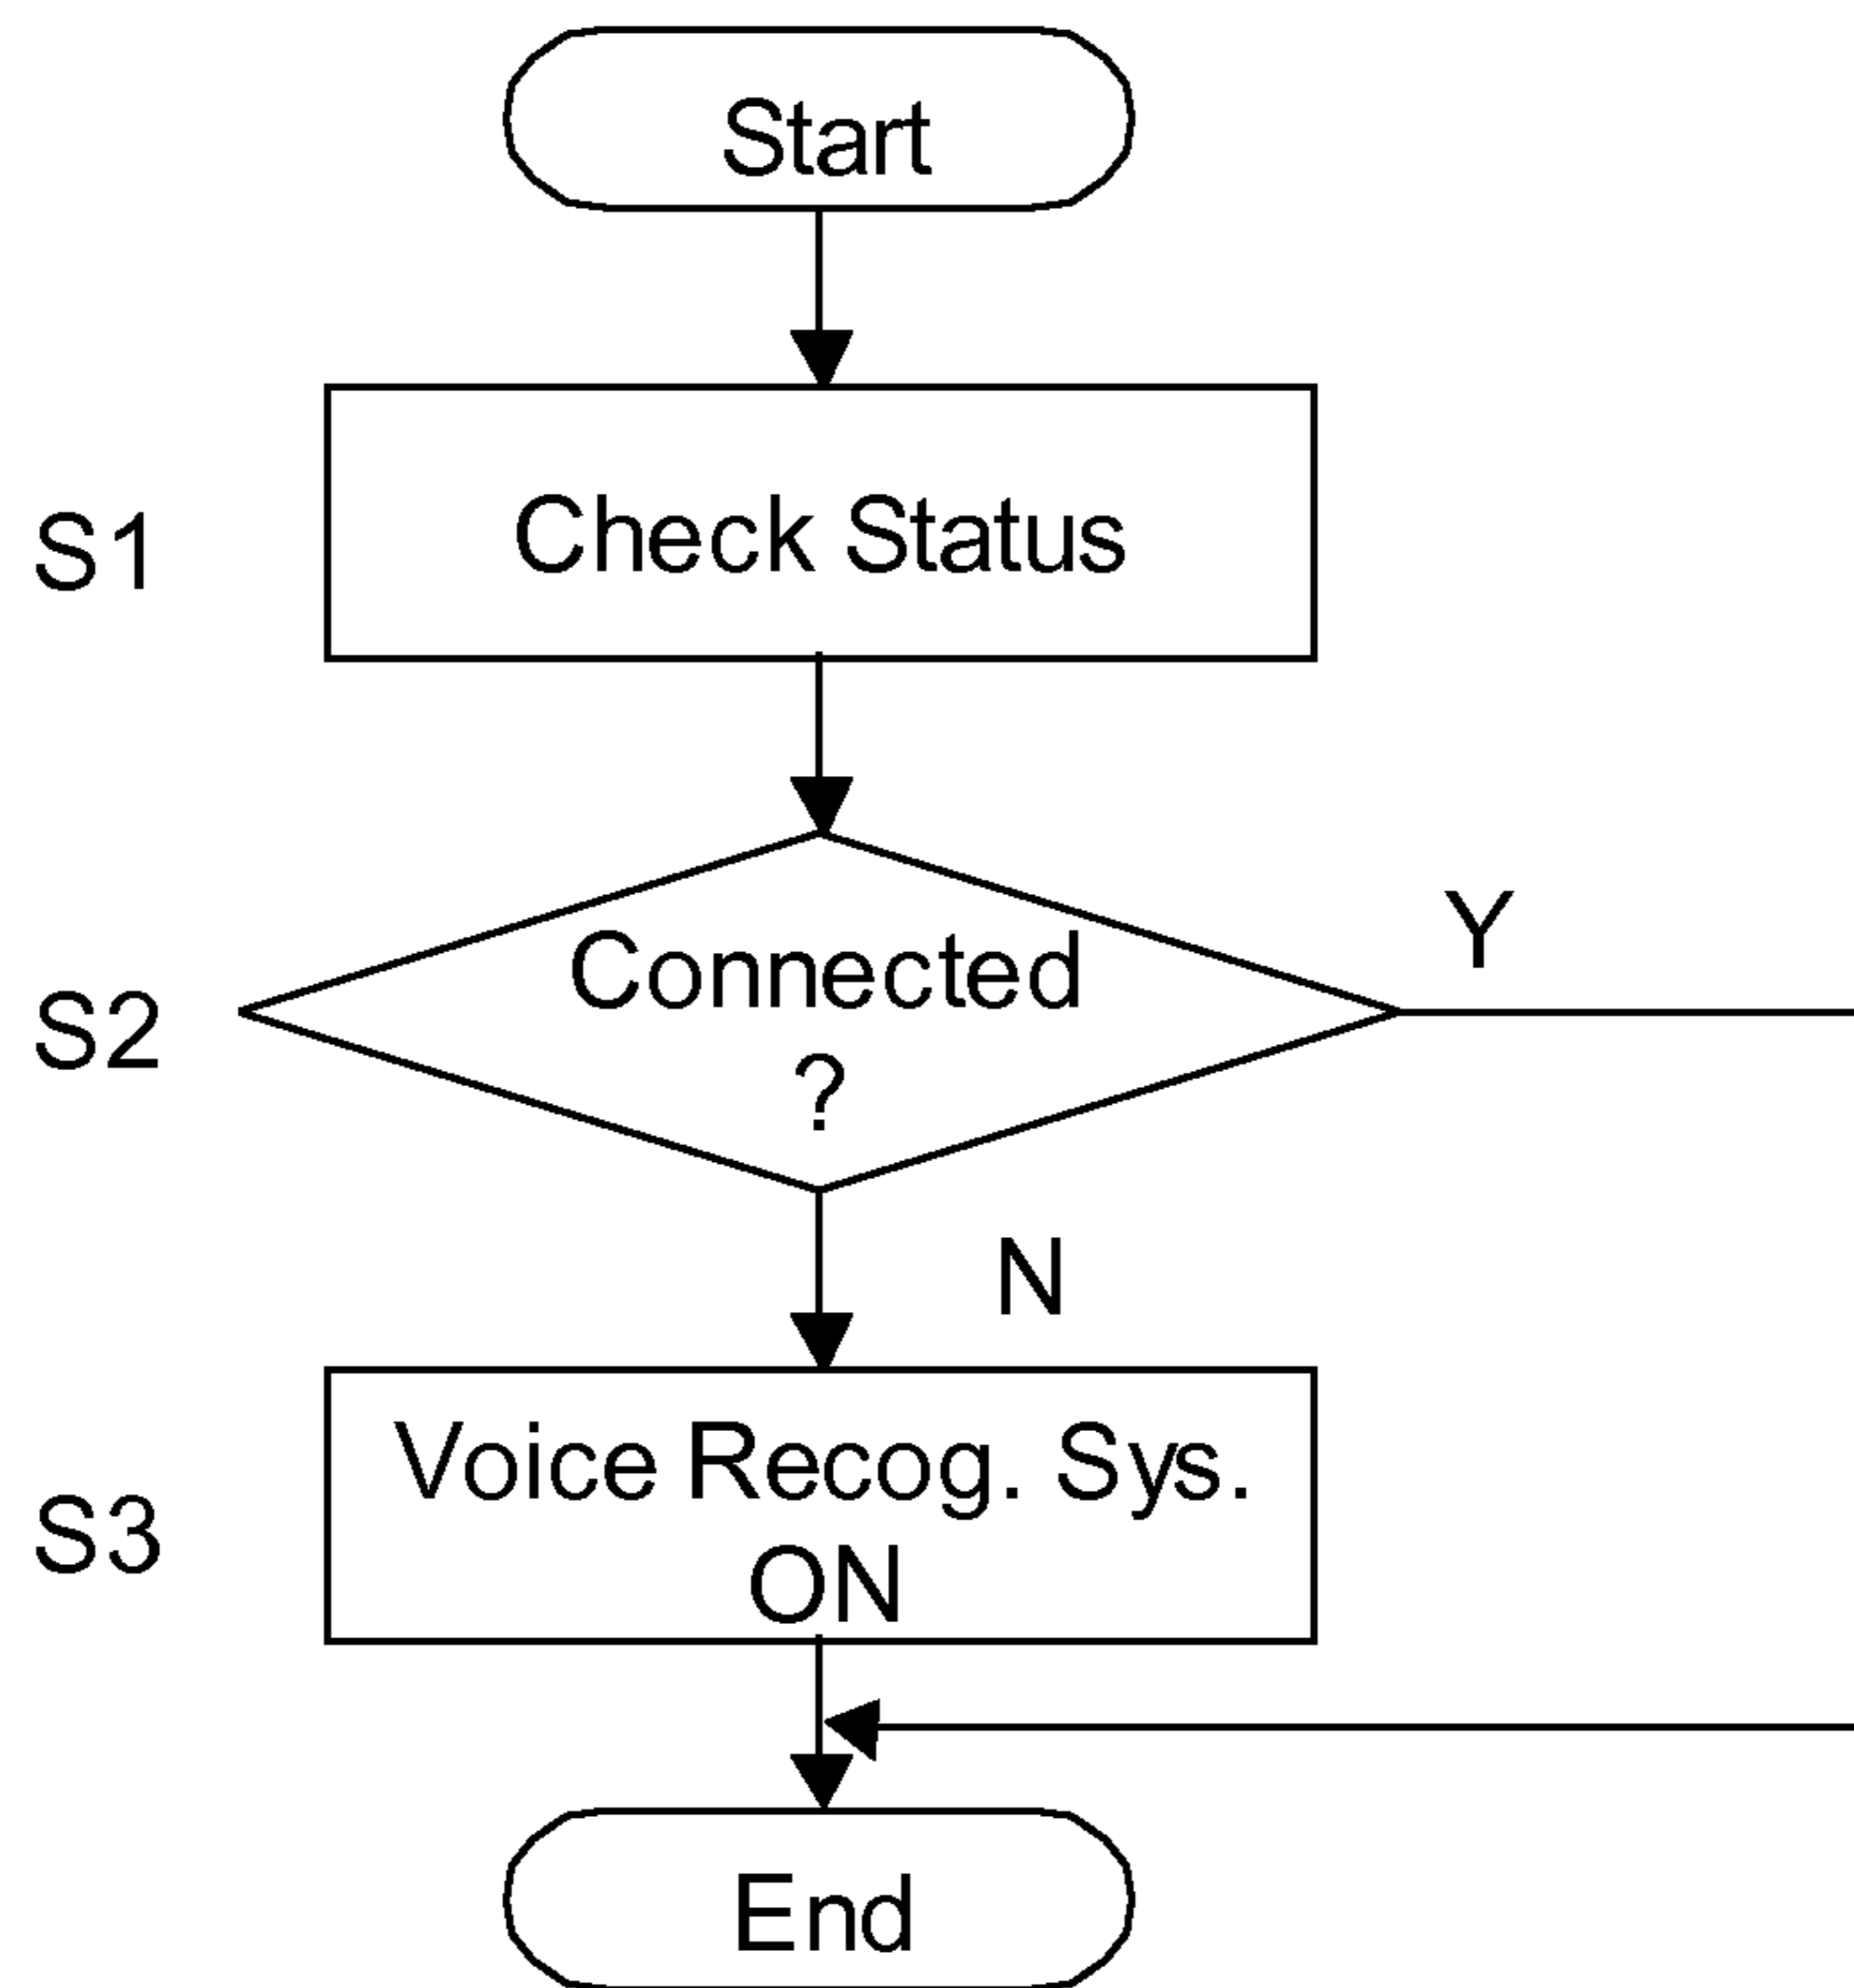 Start
S1
Check Status
S2
Connected
?
Y
N
S3
Voice Recog. Sys.
ON
End